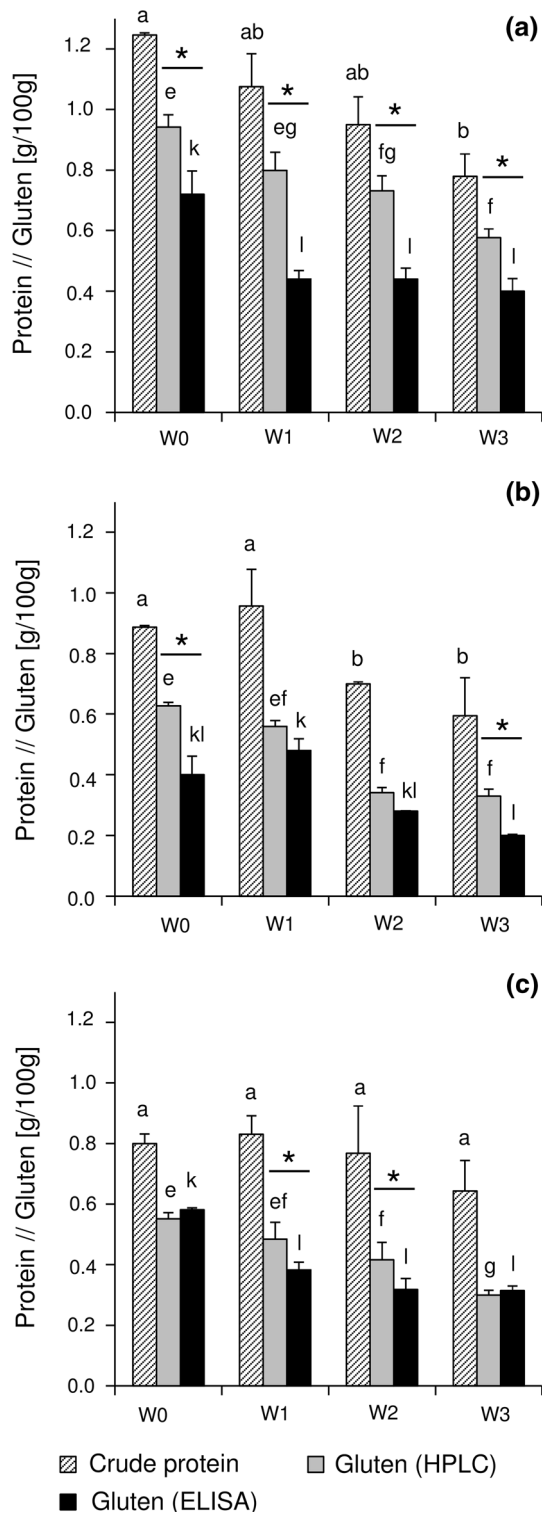 (a)
Protein // Gluten [g/100g]
1.2
1.0
0.8
0.6
0.4
0.2
0.0
a
*
e
k
ab
*
eg
l
ab
*
fg
l
b
*
f
l
W0 W1 W2 W3
(b)
Protein // Gluten [g/100g]
1.2
1.0
0.8
0.6
0.4
0.2
0.0
a
*
e
kl
a
ef
k
b
f
kl
b
*
f
l
W0 W1 W2 W3
(c)
Protein // Gluten [g/100g]
1.2
1.0
0.8
0.6
0.4
0.2
0.0
a
e
k
a
*
ef
l
a
*
f
l
a
g
l
W0 W1 W2 W3
Crude protein Gluten (HPLC)
Gluten (ELISA)